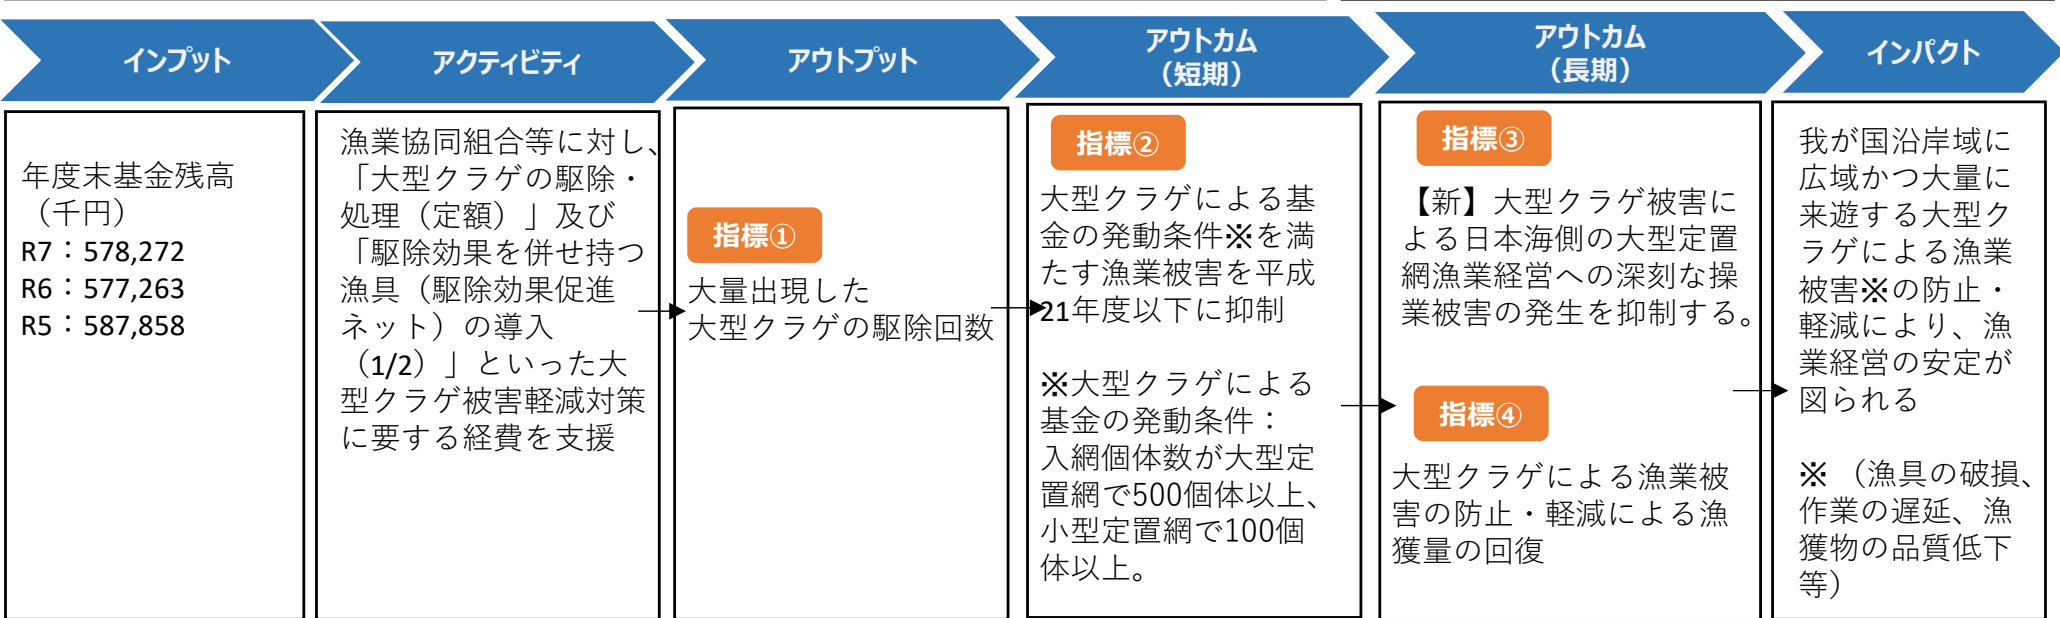 インプット
アクティビティ
アウトプット
アウトカム
（短期）
アウトカム
（長期）
インパクト
年度末基金残高
（千円）
R7：578,272
R6：577,263
R5：587,858
漁業協同組合等に対し、
「大型クラゲの駆除・
処理（定額）」及び
「駆除効果を併せ持つ
漁具（駆除効果促進
ネット）の導入
（1/2）」といった大
型クラゲ被害軽減対策
に要する経費を支援
指標①
大量出現した
大型クラゲの駆除回数
指標②
大型クラゲによる基
金の発動条件※を満
たす漁業被害を平成
21年度以下に抑制
※大型クラゲによる
基金の発動条件：
入網個体数が大型定
置網で500個体以上、
小型定置網で100個
体以上。
指標③
【新】大型クラゲ被害に
よる日本海側の大型定置
網漁業経営への深刻な操
業被害の発生を抑制する。
指標④
大型クラゲによる漁業被
害の防止・軽減による漁
獲量の回復
我が国沿岸域に
広域かつ大量に
来遊する大型ク
ラゲによる漁業
被害※の防止・
軽減により、漁
業経営の安定が
図られる
※（漁具の破損、
作業の遅延、漁
獲物の品質低下
等）